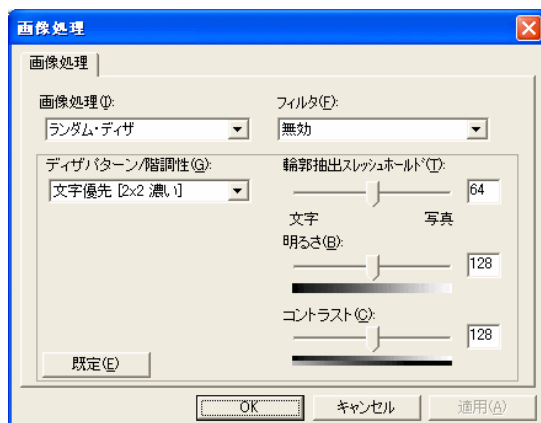 画像処理
画像処理
画像処理(I):
ランダム・ディザ
フィルタ(F):
無効
ディザパターン/階調性(G):
文字優先 [2x2 濃い]
輪郭抽出スレッシュホールド(T):
64
文字 写真
明るさ(B):
128
コントラスト(C):
128
既定(E)
OK キャンセル 適用(A)